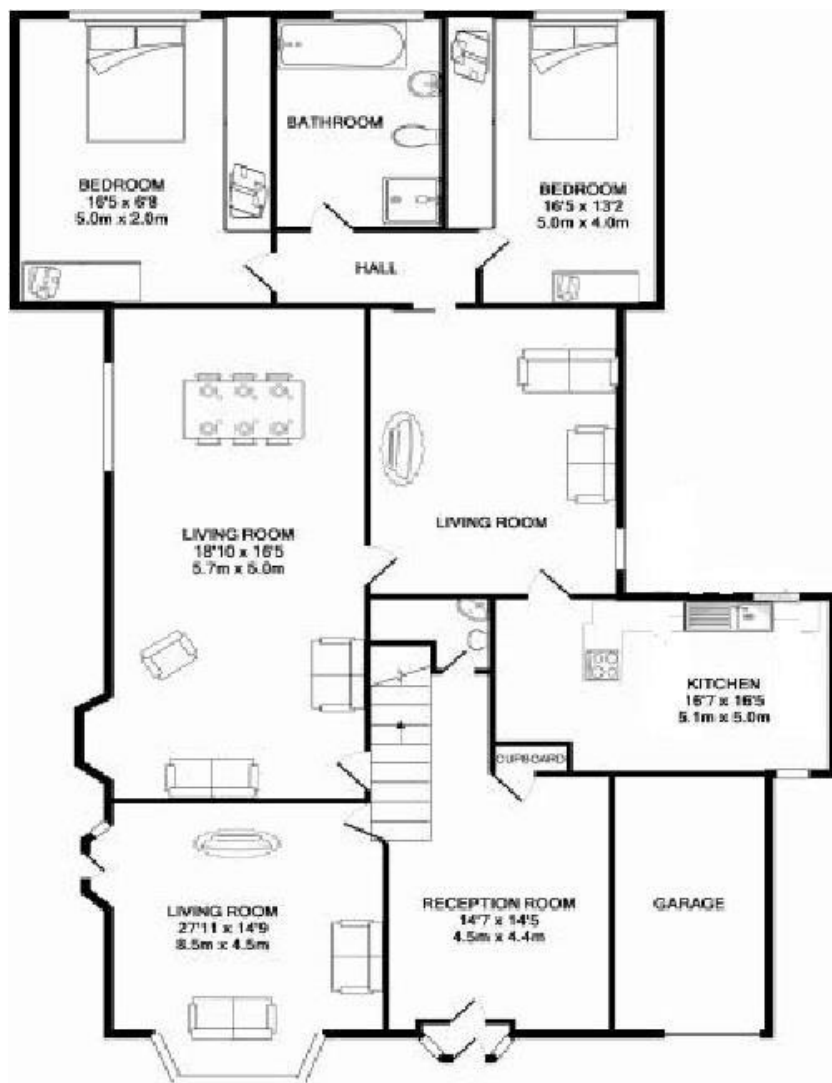 BATHROOM
BEDROOM
16'5 x 6'8
5.0m x 2.0m
BEDROOM
16'5 x 13'2
5.0m x 4.0m
HALL
LIVING ROOM
LIVING ROOM
18'10 x 16'5
5.7m x 5.0m
KITCHEN
16'7 x 16'5
5.1m x 5.0m
CUPBOARD
LIVING ROOM
27'11 x 14'9
8.5m x 4.5m
RECEPTION ROOM
14'7 x 14'5
4.5m x 4.4m
GARAGE